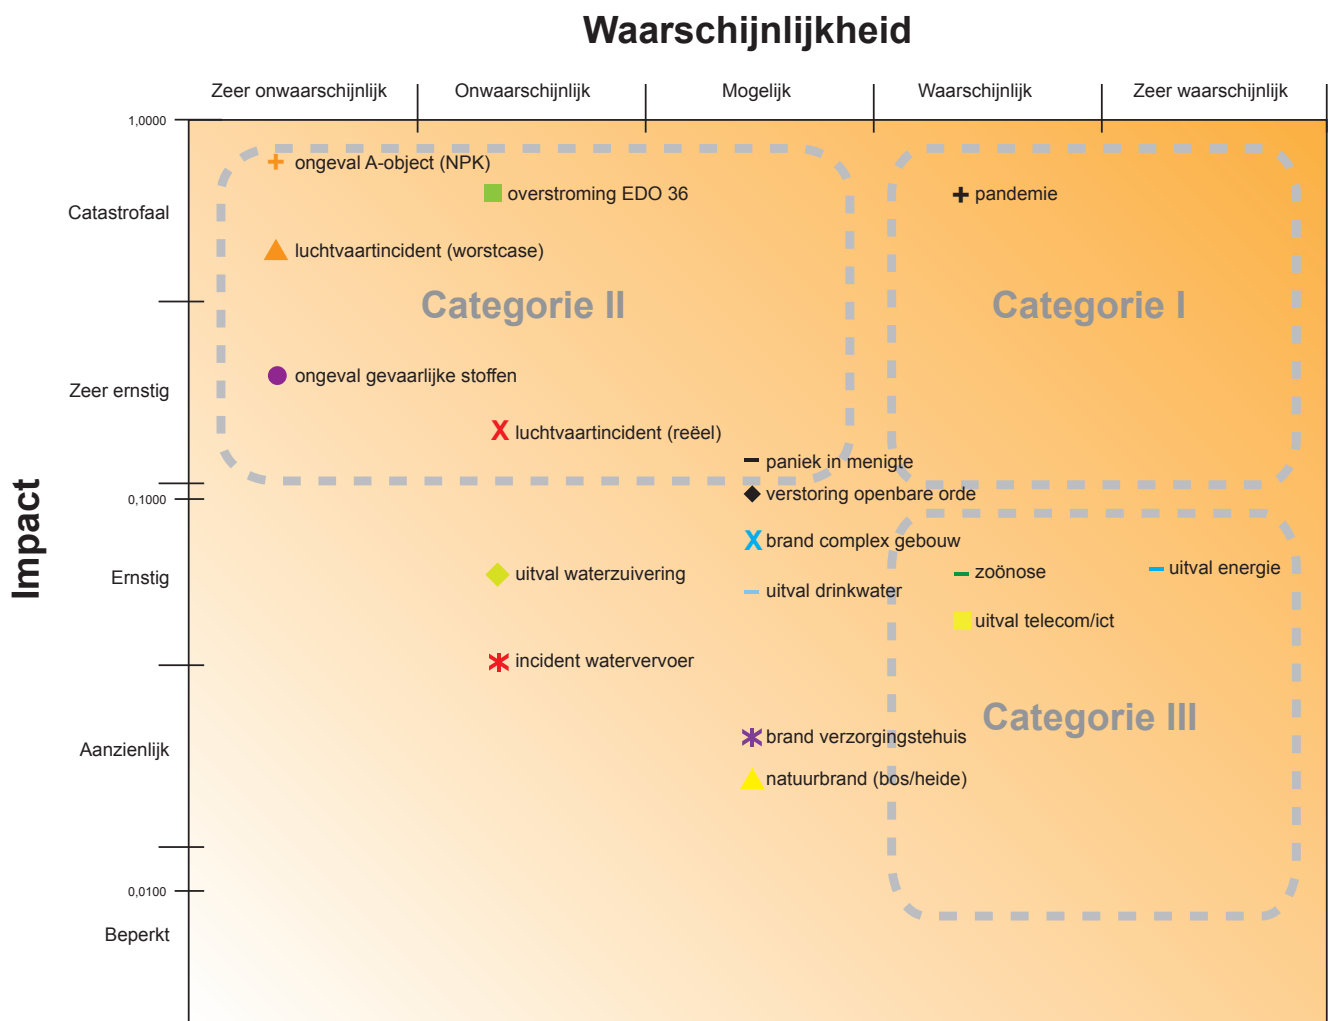 Waarschijnlijkheid
Zeer onwaarschijnlijk
Onwaarschijnlijk
Mogelijk
Waarschijnlijk
Zeer waarschijnlijk
1,0000
ongeval A-object (NPK)
overstroming EDO 36
pandemie
Catastrofaal
luchtvaartincident (worstcase)
Categorie II
Categorie I
ongeval gevaarlijke stoffen
Zeer ernstig
luchtvaartincident (reëel)
paniek in menigte
Impact
0,1000
verstoring openbare orde
brand complex gebouw
Ernstig
uitval waterzuivering
zoönose
uitval energie
uitval drinkwater
uitval telecom/ict
incident watervervoer
Categorie III
Aanzienlijk
brand verzorgingstehuis
natuurbrand (bos/heide)
0,0100
Beperkt